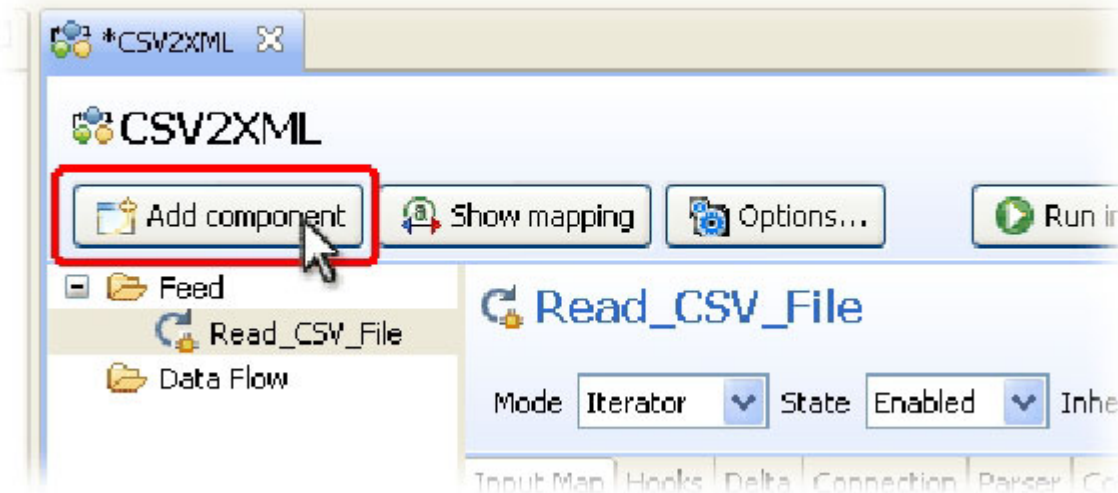 *CSV2XML
CSV2XML
Add component Show mapping Options... Run
Feed
Read_CSV_File
Data Flow
Read_CSV_File
Mode Iterator State Enabled
Input Map Hooks Delta Connection Parser